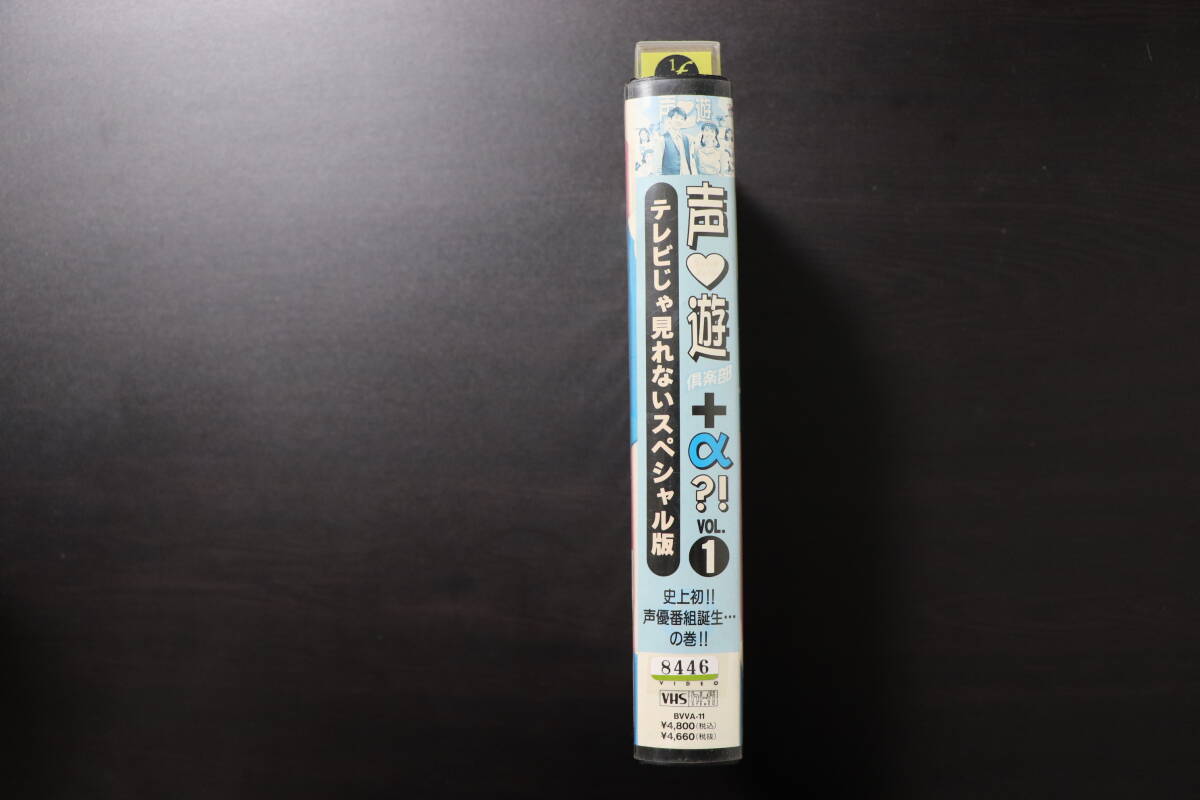 声♥遊
声♥遊
倶楽部
+α?!
VOL.
1
テレビじゃ見れないスペシャル版
史上初!!
声優番組誕生…
の巻!!
8446
VIDEO
VHS
STEREO
BVVA-11
¥4,800(税込)
¥4,660(税抜)